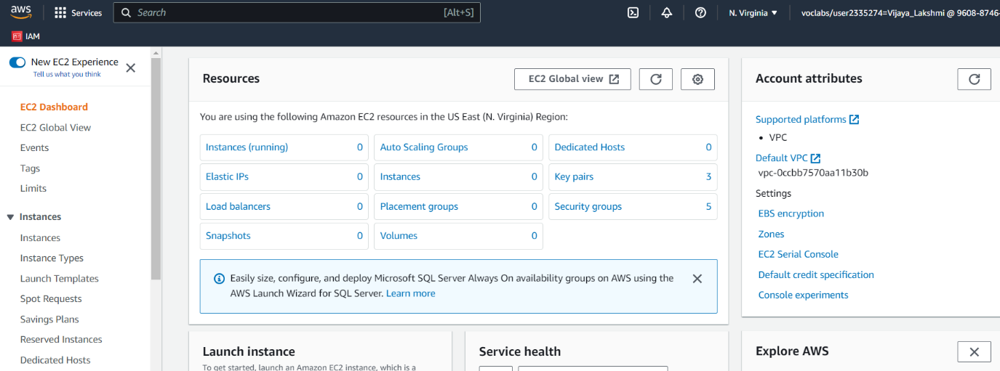 aws
Services
Search
[Alt+S]
N. Virginia
voclabs/user2335274=Vijaya_Lakshmi @ 9608-8746-
IAM
New EC2 Experience
Tell us what you think
EC2 Dashboard
EC2 Global View
Events
Tags
Limits
Instances
Instances
Instance Types
Launch Templates
Spot Requests
Savings Plans
Reserved Instances
Dedicated Hosts
Resources
EC2 Global view
You are using the following Amazon EC2 resources in the US East (N. Virginia) Region:
Instances (running) 0
Auto Scaling Groups 0
Dedicated Hosts 0
Elastic IPs 0
Instances 0
Key pairs 3
Load balancers 0
Placement groups 0
Security groups 5
Snapshots 0
Volumes 0
Easily size, configure, and deploy Microsoft SQL Server Always On availability groups on AWS using the
AWS Launch Wizard for SQL Server. Learn more
Launch instance
To get started, launch an Amazon EC2 instance, which is a
Service health
Account attributes
Supported platforms
• VPC
Default VPC
vpc-0ccbb7570aa11b30b
Settings
EBS encryption
Zones
EC2 Serial Console
Default credit specification
Console experiments
Explore AWS